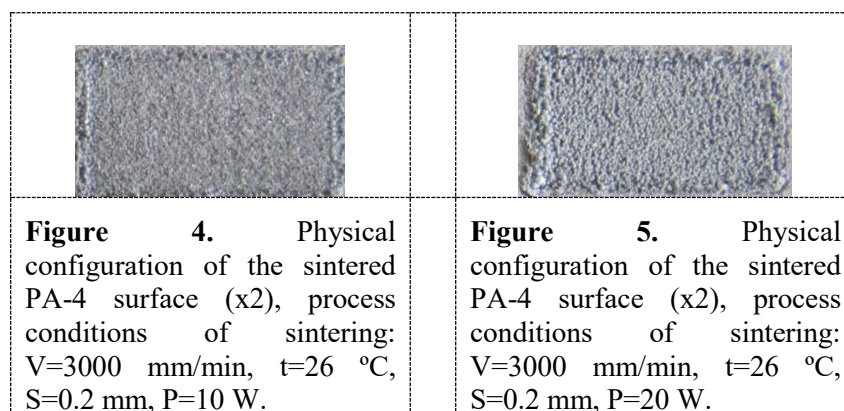 Figure 4. Physical
configuration of the sintered
PA-4 surface (x2), process
conditions of sintering:
V=3000 mm/min, t=26 ºC,
S=0.2 mm, P=10 W.
Figure 5. Physical
configuration of the sintered
PA-4 surface (x2), process
conditions of sintering:
V=3000 mm/min, t=26 ºC,
S=0.2 mm, P=20 W.